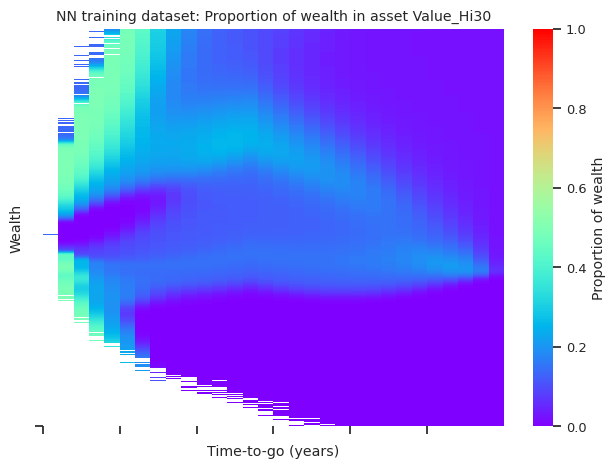 NN training dataset: Proportion of wealth in asset Value_Hi30
1.0
0.8
0.6
0.4
0.2
0.0
Proportion of wealth
Wealth
Time-to-go (years)